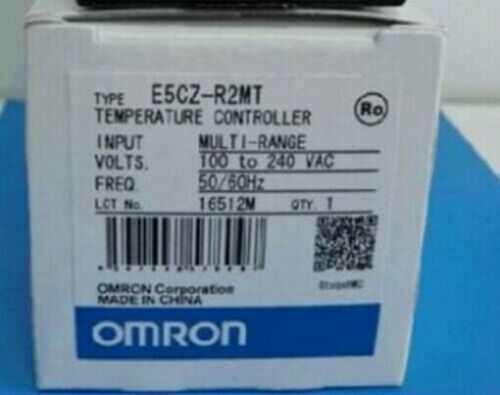 TYPE E5CZ-R2MT
TEMPERATURE CONTROLLER
Ro
INPUT MULTI-RANGE
VOLTS. 100 to 240 VAC
FREQ. 50/60Hz
LCT No. 16512M QTY. 1
OMRON Corporation
MADE IN CHINA
OMRON